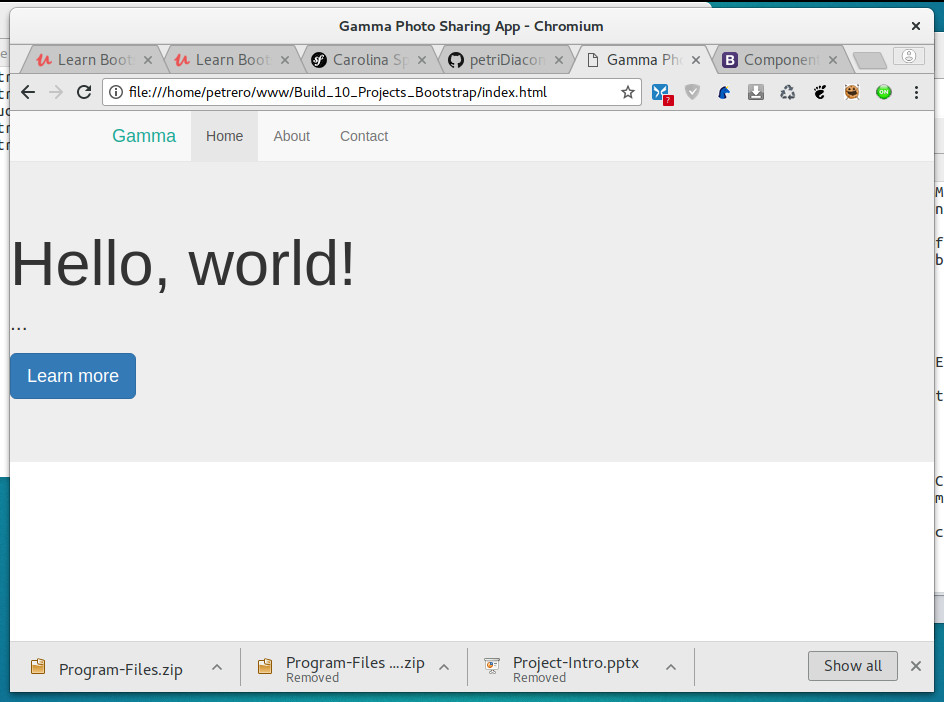 Gamma Photo Sharing App - Chromium
Learn Boot
Learn Boot
Carolina Sp
petriDiacon
Gamma Pho
Component
file:///home/petrero/www/Build_10_Projects_Bootstrap/index.html
?
ON
Gamma Home About Contact
Hello, world!
...
Learn more
Program-Files.zip
Program-Files ....zip
Removed
Project-Intro.pptx
Removed
Show all